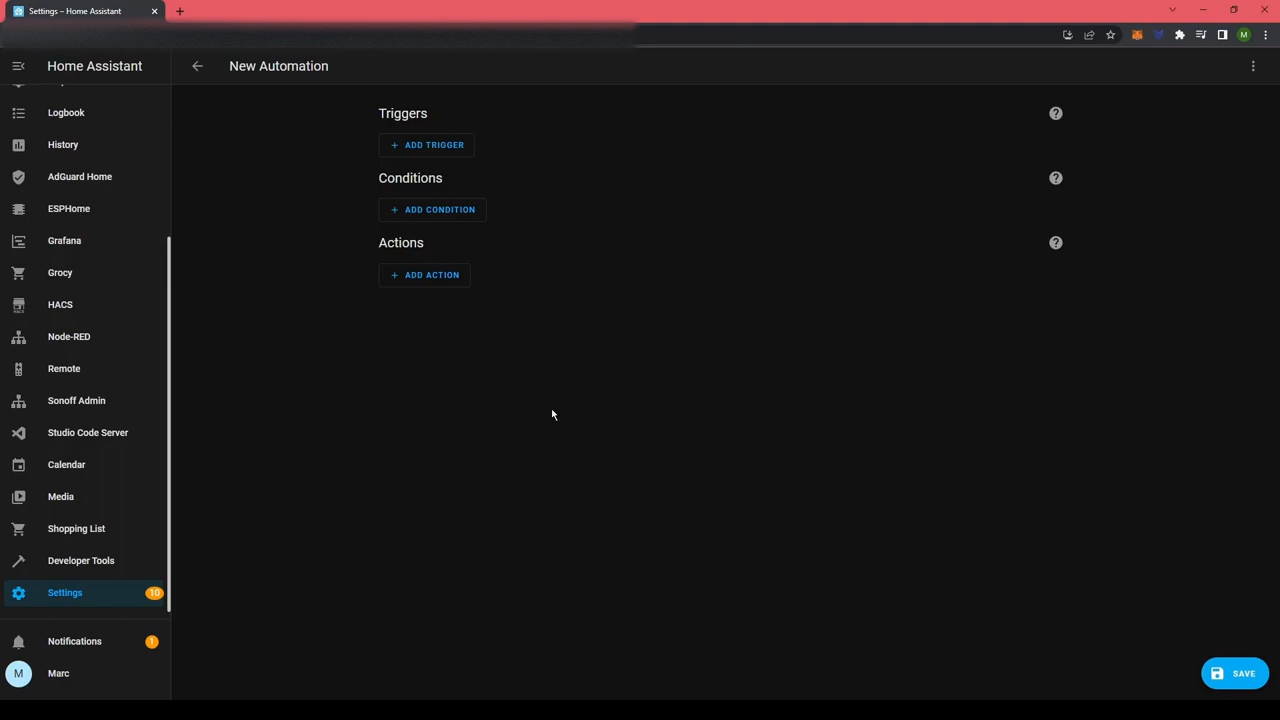 Settings – Home Assistant
M
Home Assistant
New Automation
Logbook
History
AdGuard Home
ESPHome
Grafana
Grocy
HACS
HACS
Node-RED
Remote
Sonoff Admin
Studio Code Server
Calendar
Media
Shopping List
Developer Tools
Settings
10
Notifications
1
M
Marc
Triggers
+ ADD TRIGGER
Conditions
+ ADD CONDITION
Actions
+ ADD ACTION
SAVE